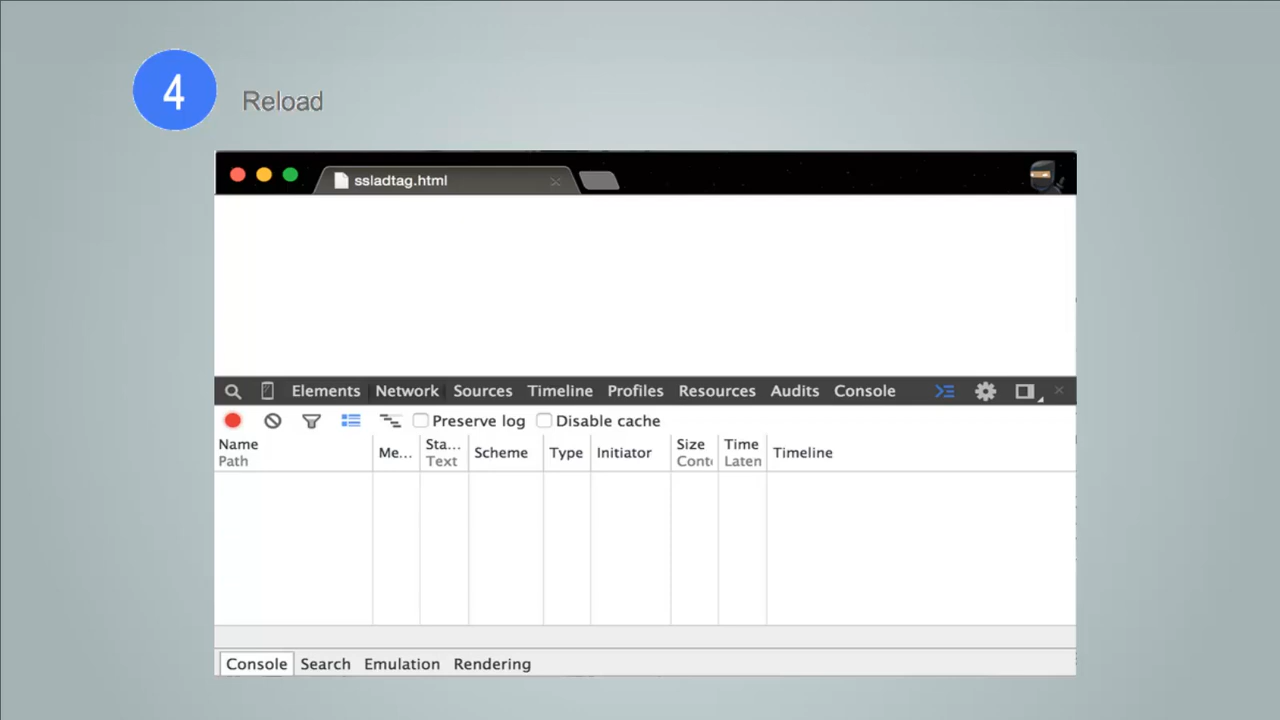 4
Reload
ssladtag.html
Elements Network Sources Timeline Profiles Resources Audits Console
Preserve log Disable cache
Name Me... Sta... Scheme Type Initiator Size Time Timeline
Path Text Cont Laten
Console Search Emulation Rendering